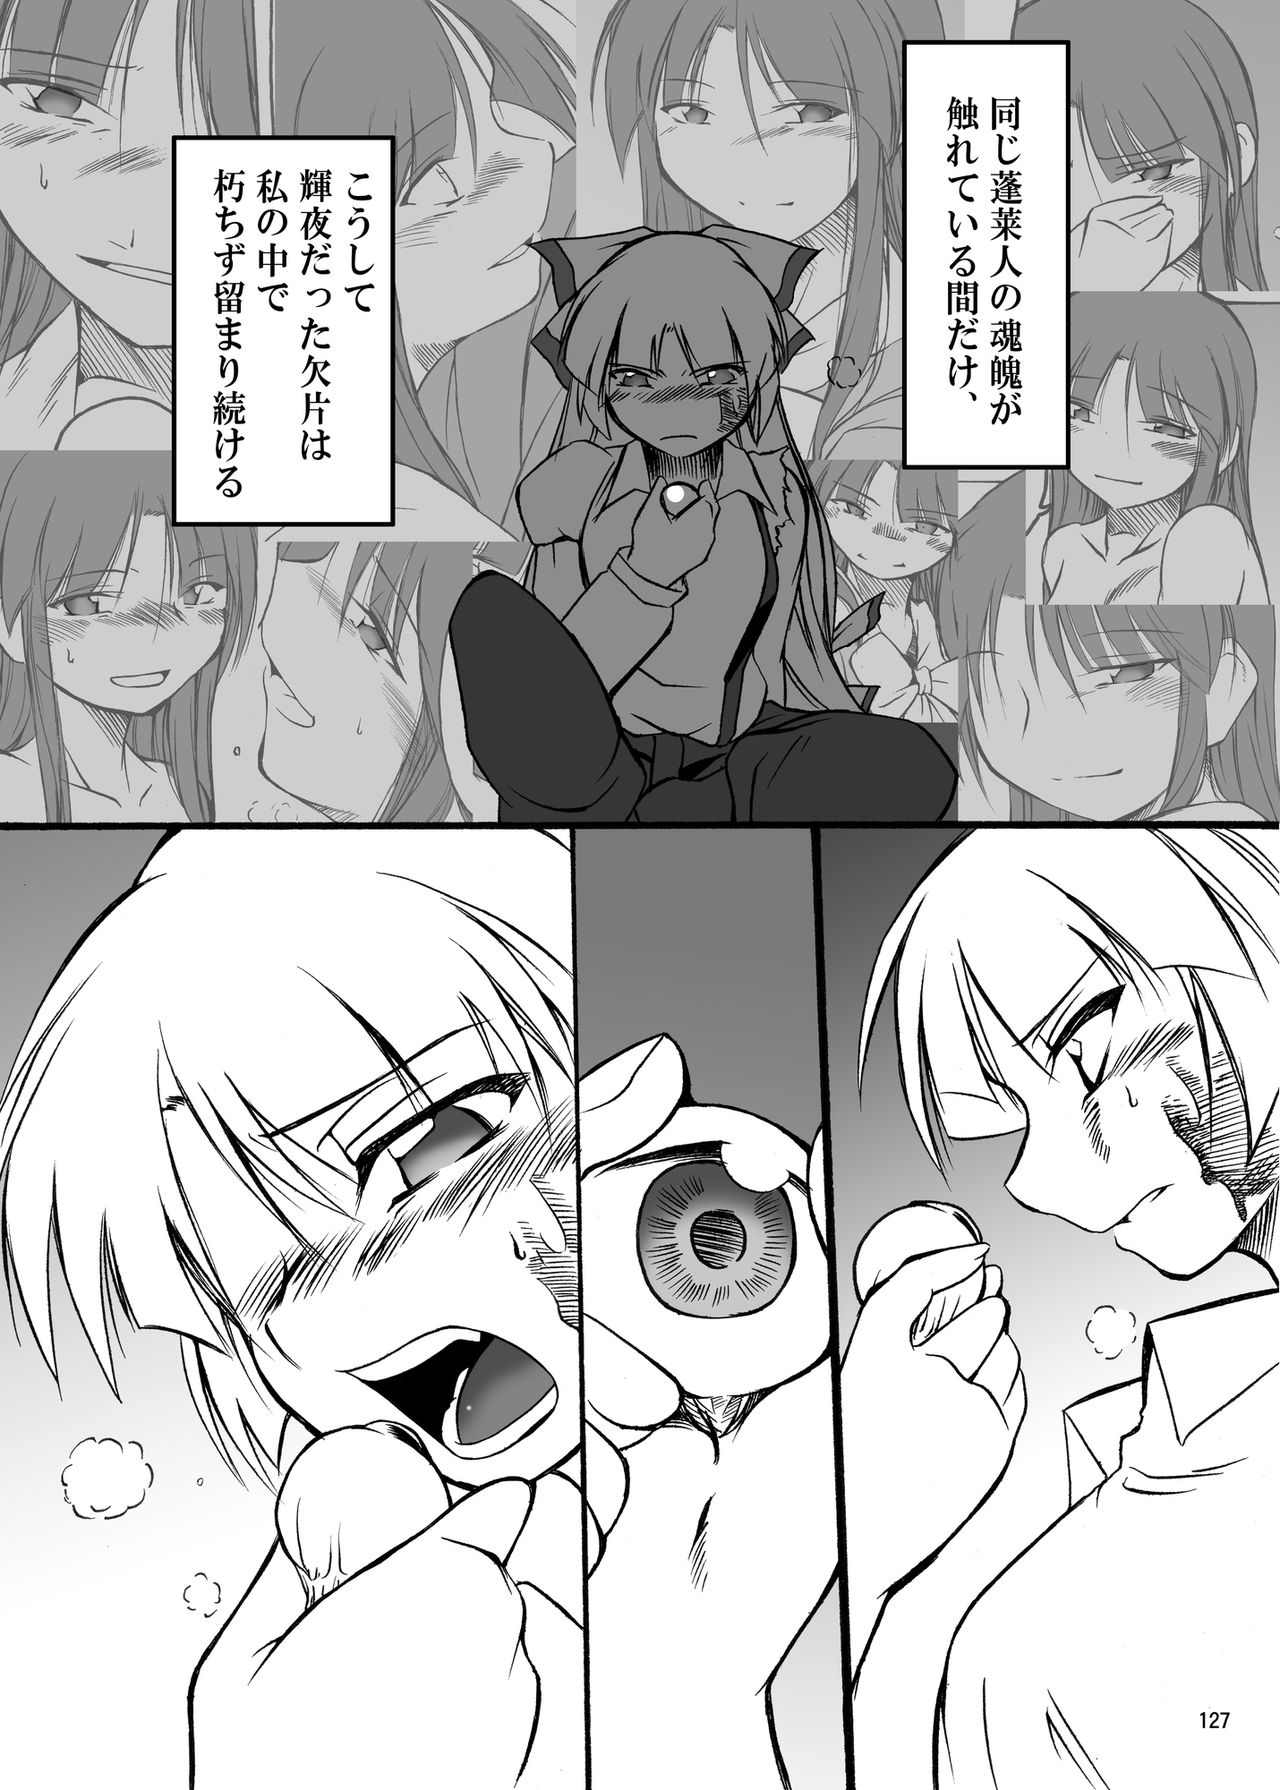 同じ蓬莱人の魂魄が
触れている間だけ、
こうして
輝夜だった欠片は
私の中で
朽ちず留まり続ける
127